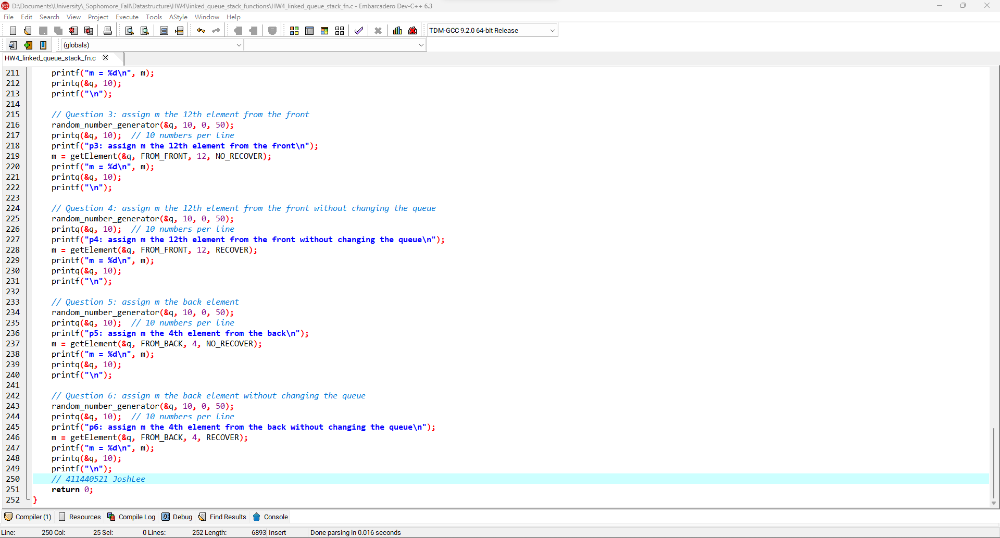 D:\Documents\University\_Sophomore_Fall\Datastructure\HW4\linked_queue_stack_functions\HW4_linked_queue_stack_fn.c - Embarcadero Dev-C++ 6.3
File Edit Search View Project Execute Tools AStyle Window Help
TDM-GCC 9.2.0 64-bit Release
(globals)
HW4_linked_queue_stack_fn.c
211 printf("m = %d\n", m);
212 printq(&q, 10);
213 printf("\n");
214
215 // Question 3: assign m the 12th element from the front
216 random_number_generator(&q, 10, 0, 50);
217 printq(&q, 10); // 10 numbers per line
218 printf("p3: assign m the 12th element from the front\n");
219 m = getElement(&q, FROM_FRONT, 12, NO_RECOVER);
220 printf("m = %d\n", m);
221 printq(&q, 10);
222 printf("\n");
223
224 // Question 4: assign m the 12th element from the front without changing the queue
225 random_number_generator(&q, 10, 0, 50);
226 printq(&q, 10); // 10 numbers per line
227 printf("p4: assign m the 12th element from the front without changing the queue\n");
228 m = getElement(&q, FROM_FRONT, 12, RECOVER);
229 printf("m = %d\n", m);
230 printq(&q, 10);
231 printf("\n");
232
233 // Question 5: assign m the back element
234 random_number_generator(&q, 10, 0, 50);
235 printq(&q, 10); // 10 numbers per line
236 printf("p5: assign m the 4th element from the back\n");
237 m = getElement(&q, FROM_BACK, 4, NO_RECOVER);
238 printf("m = %d\n", m);
239 printq(&q, 10);
240 printf("\n");
241
242 // Question 6: assign m the back element without changing the queue
243 random_number_generator(&q, 10, 0, 50);
244 printq(&q, 10); // 10 numbers per line
245 printf("p6: assign m the 4th element from the back without changing the queue\n");
246 m = getElement(&q, FROM_BACK, 4, RECOVER);
247 printf("m = %d\n", m);
248 printq(&q, 10);
249 printf("\n");
250 // 411440521 JoshLee
251 return 0;
252 }
Compiler (1) Resources Compile Log Debug Find Results Console
Line: 250 Col: 25 Sel: 0 Lines: 252 Length: 6893 Insert Done parsing in 0.016 seconds